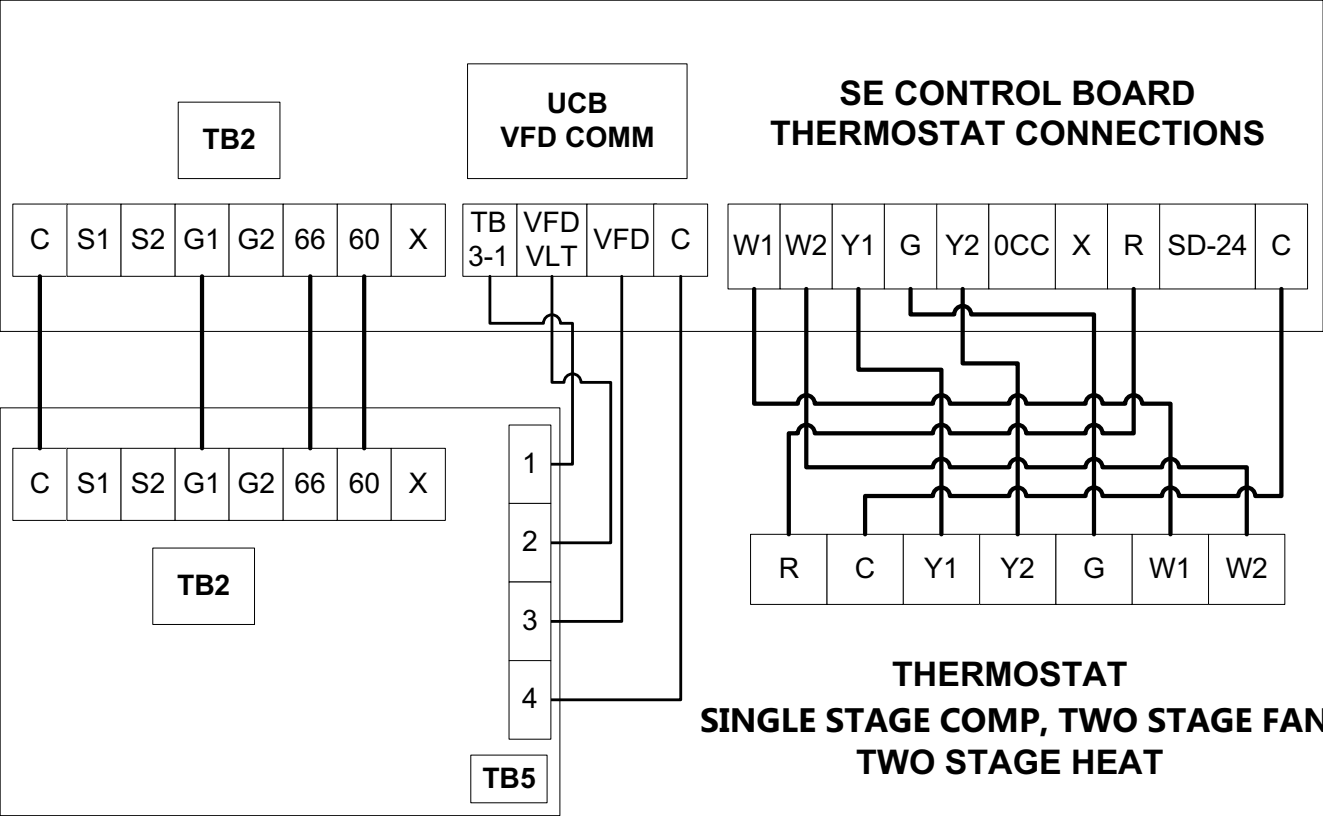 TB2
UCB
VFD COMM
SE CONTROL BOARD
THERMOSTAT CONNECTIONS
C S1 S2 G1 G2 66 60 X
TB
3-1
VFD
VLT
VFD
C
W1 W2 Y1 G Y2 0CC X R SD-24 C
C S1 S2 G1 G2 66 60 X
TB2
1
2
3
4
TB5
R C Y1 Y2 G W1 W2
THERMOSTAT
SINGLE STAGE COMP, TWO STAGE FAN
TWO STAGE HEAT